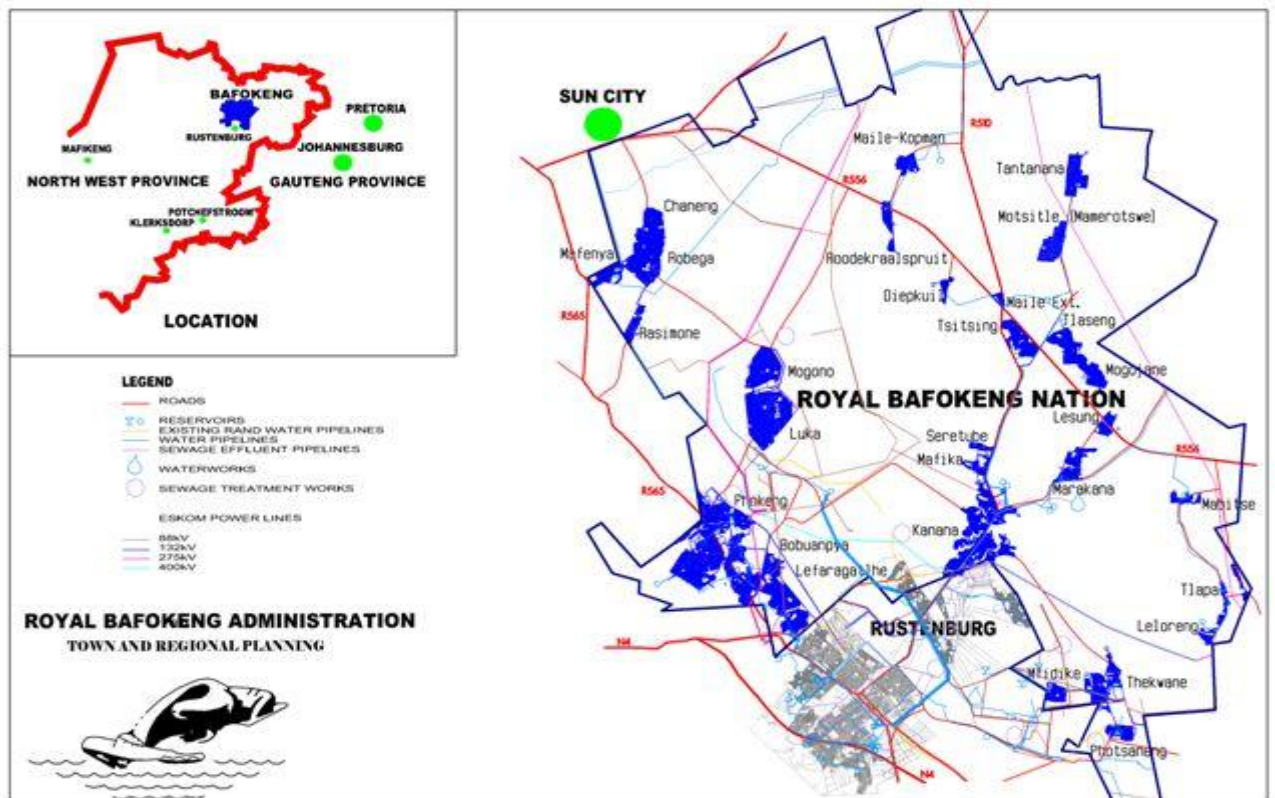 BAFOKENG
PRETORIA
RUSTENBURG
MAFIKENG
JOHANNESBURG
NORTH WEST PROVINCE
GAUTENG PROVINCE
POTCHEFSTROOM
KLERKSDORP
LOCATION
LEGEND
ROADS
RESERVOIRS
EXISTING RAND WATER PIPELINES
WATER PIPELINES
SEWAGE EFFLUENT PIPELINES
WATERWORKS
SEWAGE TREATMENT WORKS
ESKOM POWER LINES
88kV
132kV
275kV
400kV
ROYAL BAFOKENG ADMINISTRATION
TOWN AND REGIONAL PLANNING
SUN CITY
R510
Maile-Kopman
Tantanana
R556
Chaneng
Motsitle (Mamerotswe)
Mafenya
Robega
Roodekraalspruit
Diepkuil
Maile Ext.
R565
Rasimone
Tsitsing
Tlaseng
Mogono
Mogojane
ROYAL BAFOKENG NATION
Lesung
Luka
Seretube
Mafika
R556
R565
Marakana
Phokeng
Mabitse
Kanana
Bobuanpya
Lefaragatlhe
Tlapa
RUSTENBURG
Leloreng
N4
Mfidike
Thekwane
Photsaneng
N4